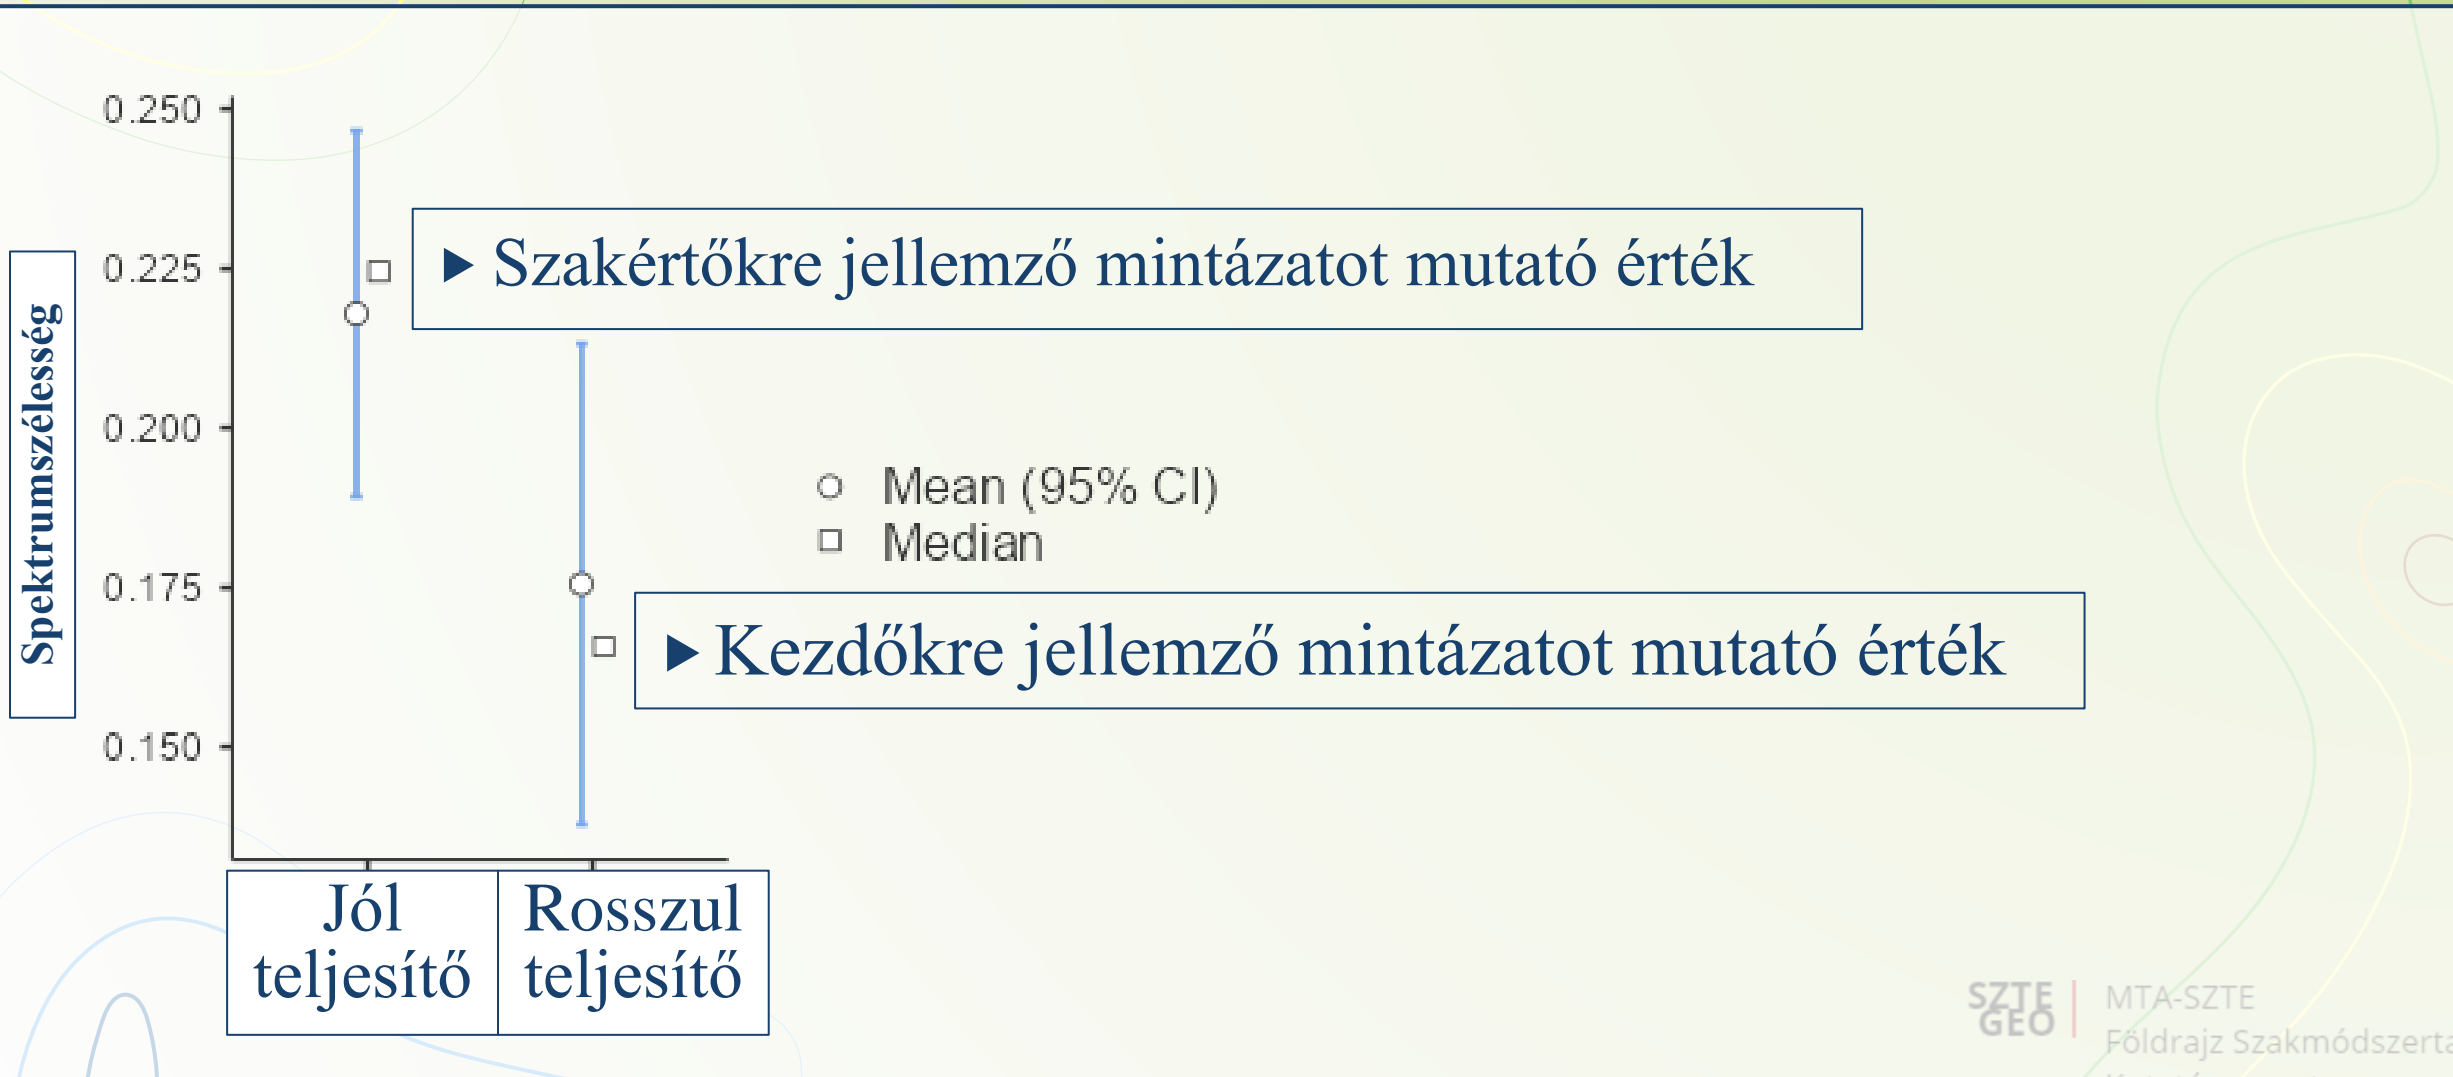 Spektrumszélesség
0.250
0.225
0.200
0.175
0.150
▶ Szakértőkre jellemző mintázatot mutató érték
Mean (95% CI)
Median
▶ Kezdőkre jellemző mintázatot mutató érték
Jól
teljesítő
Rosszul
teljesítő
SZTE
GEO
MTA-SZTE
Földrajz